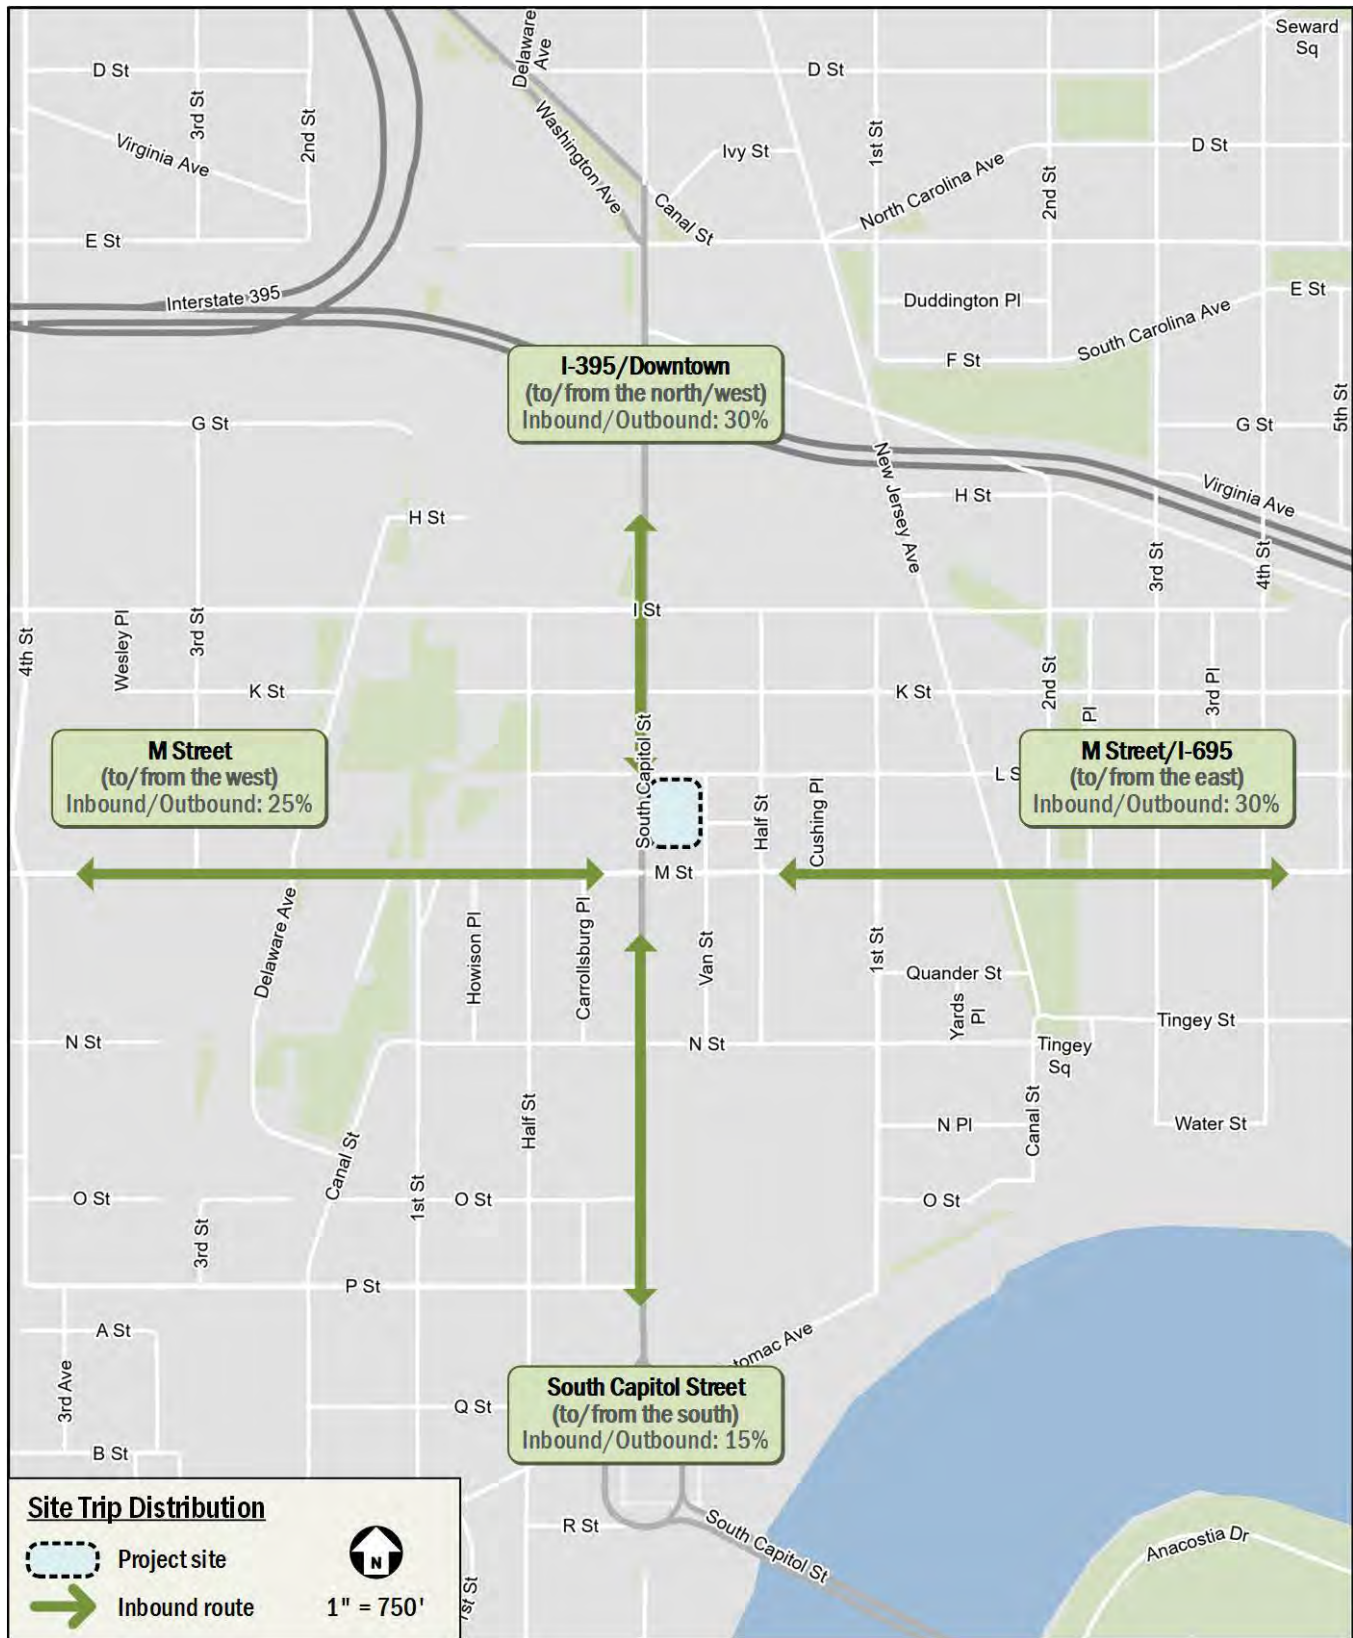 Delaware
Ave
Seward
Sq
D St
D St
3rd St
2nd St
Virginia Ave
Washington Ave
Ivy St
1st St
D St
North Carolina Ave
2nd St
Canal St
E St
Interstate 395
Duddington Pl
E St
South Carolina Ave
F St
I-395/Downtown
(to/from the north/west)
Inbound/Outbound: 30%
5th St
G St
G St
New Jersey Ave
Virginia Ave
H St
H St
3rd St
4th St
I St
4th St
Wesley Pl
3rd St
K St
K St
2nd St
Pl
3rd Pl
South Capitol St
M Street
(to/from the west)
Inbound/Outbound: 25%
L S
M Street/I-695
(to/from the east)
Inbound/Outbound: 30%
Half St
Cushing Pl
M St
Delaware Ave
Howison Pl
Carrollsburg Pl
Van St
1st St
Quander St
Yards
Pl
Tingey St
N St
N St
Tingey
Sq
Half St
Canal St
N Pl
Water St
Canal St
1st St
O St
O St
O St
3rd St
P St
A St
tomac Ave
3rd Ave
South Capitol Street
(to/from the south)
Inbound/Outbound: 15%
Q St
B St
R St
South Capitol St
Anacostia Dr
1st St
Site Trip Distribution
Project site
N
Inbound route
1" = 750'